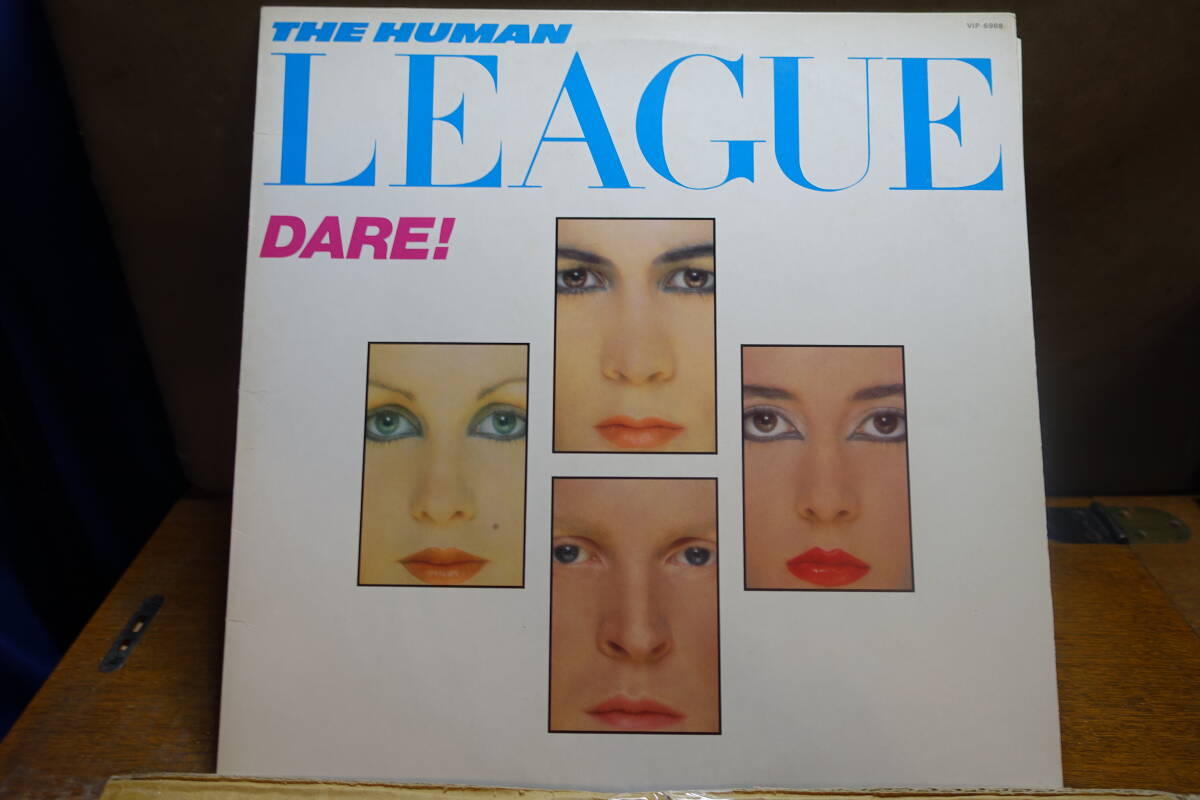 THE HUMAN
VIP-6988
LEAGUE
DARE!